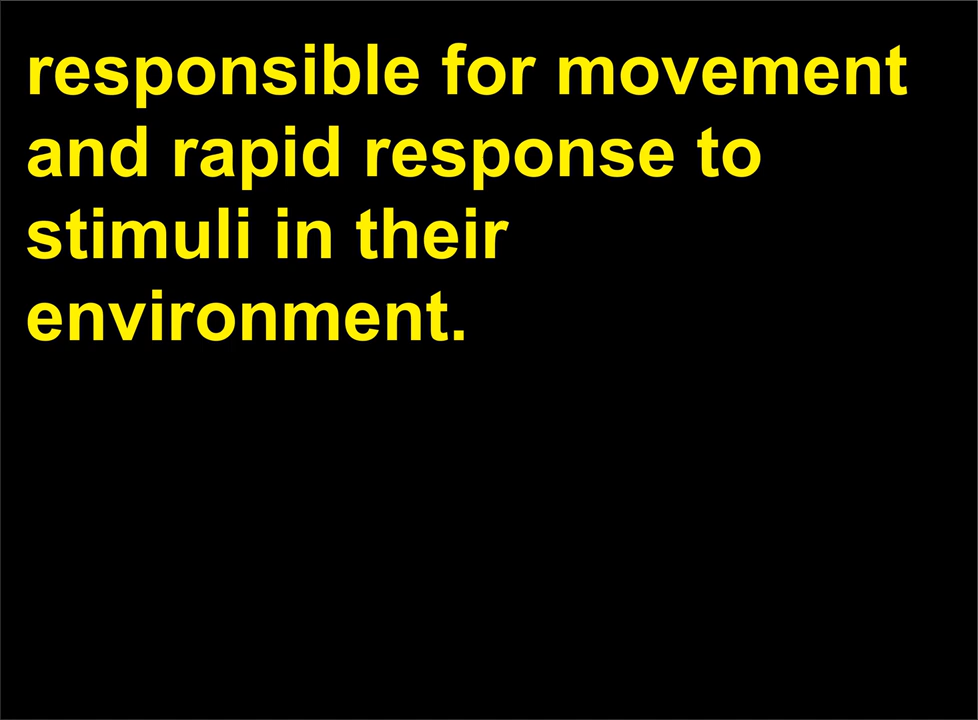 responsible for movement
and rapid response to
stimuli in their
environment.